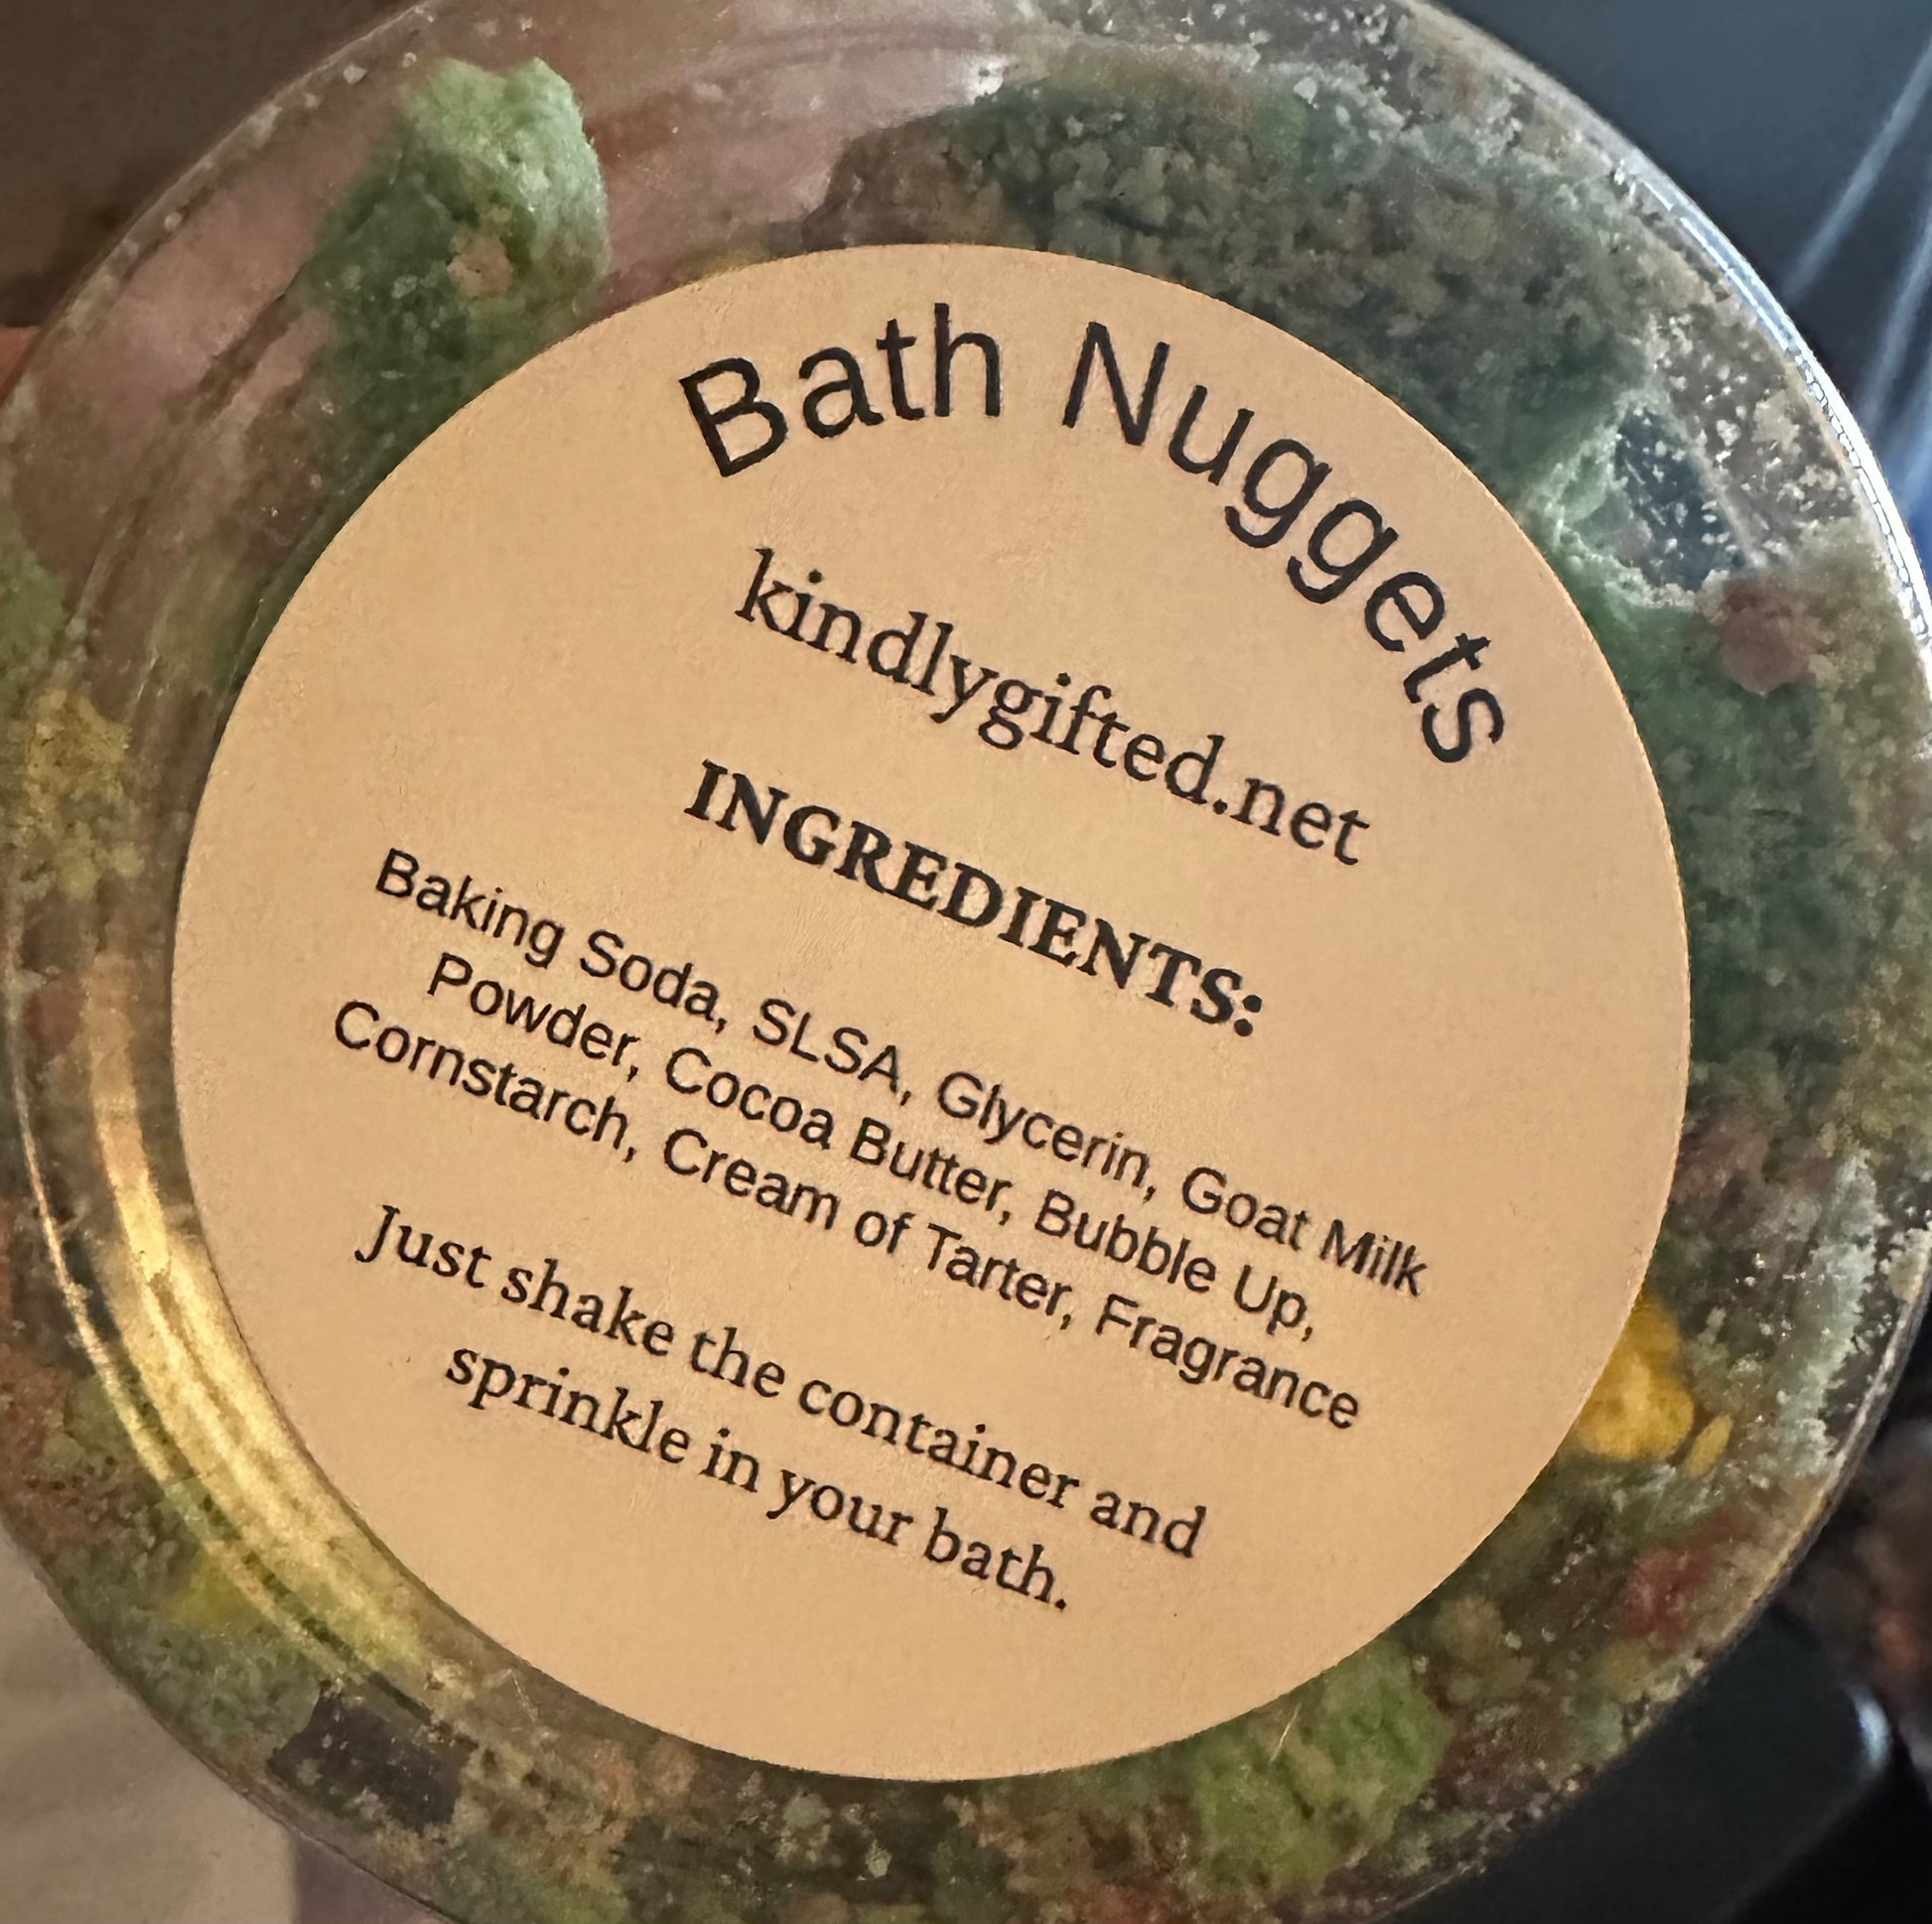 Bath Nuggets
kindlygifted.net
INGREDIENTS:
Baking Soda, SLSA, Glycerin, Goat Milk
Powder, Cocoa Butter, Bubble Up,
Cornstarch, Cream of Tarter, Fragrance
Just shake the container and
sprinkle in your bath.